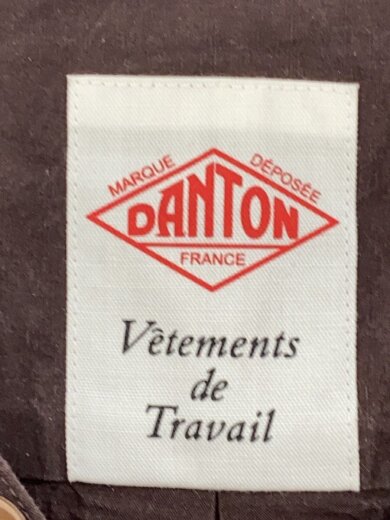 MARQUE DÉPOSÉE
DANTON
FRANCE
Vêtements
de
Travail